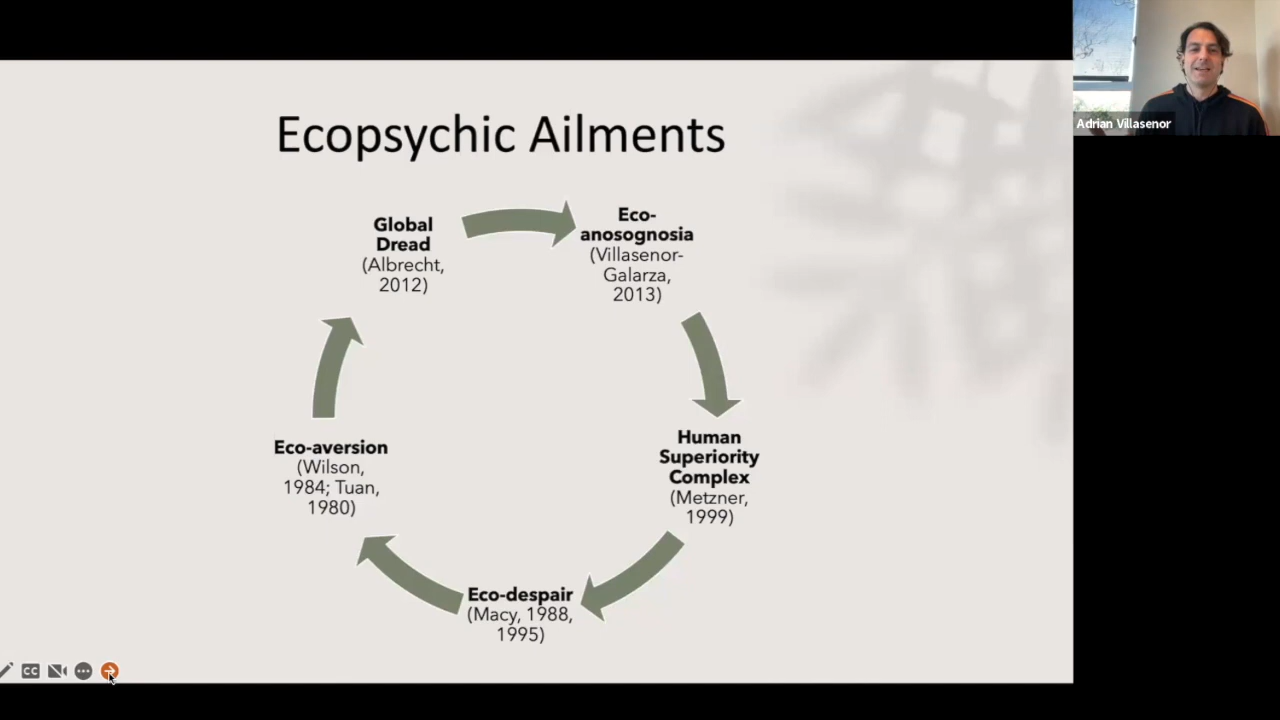 Ecopsychic Ailments
Global
Dread
(Albrecht,
2012)
Eco-
anosognosia
(Villasenor-
Galarza,
2013)
Human
Superiority
Complex
(Metzner,
1999)
Eco-despair
(Macy, 1988,
1995)
Eco-aversion
(Wilson,
1984; Tuan,
1980)
CC
Adrian Villasenor